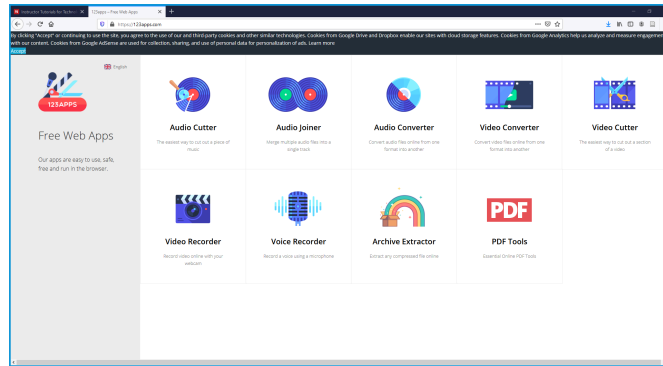 Instructor Tutorials for Technic
123apps – Free Web Apps
https://123apps.com
By clicking "Accept" or continuing to use the site, you agree to the use of our and third-party cookies and other similar technologies. Cookies from Google Drive and Dropbox enable our sites with cloud storage features. Cookies from Google Analytics help us analyze and measure engagement
with our content. Cookies from Google AdSense are used for collection, sharing, and use of personal data for personalization of ads. Learn more
Accept
English
123APPS
Free Web Apps
Our apps are easy to use, safe,
free and run in the browser.
Audio Cutter
The easiest way to cut out a piece of
music
Audio Joiner
Merge multiple audio files into a
single track
Audio Converter
Convert audio files online from one
format into another
Video Converter
Convert video files online from one
format into another
Video Cutter
The easiest way to cut out a section
of a video
Video Recorder
Record video online with your
webcam
Voice Recorder
Record a voice using a microphone
Archive Extractor
Extract any compressed file online
PDF
PDF Tools
Essential Online PDF Tools